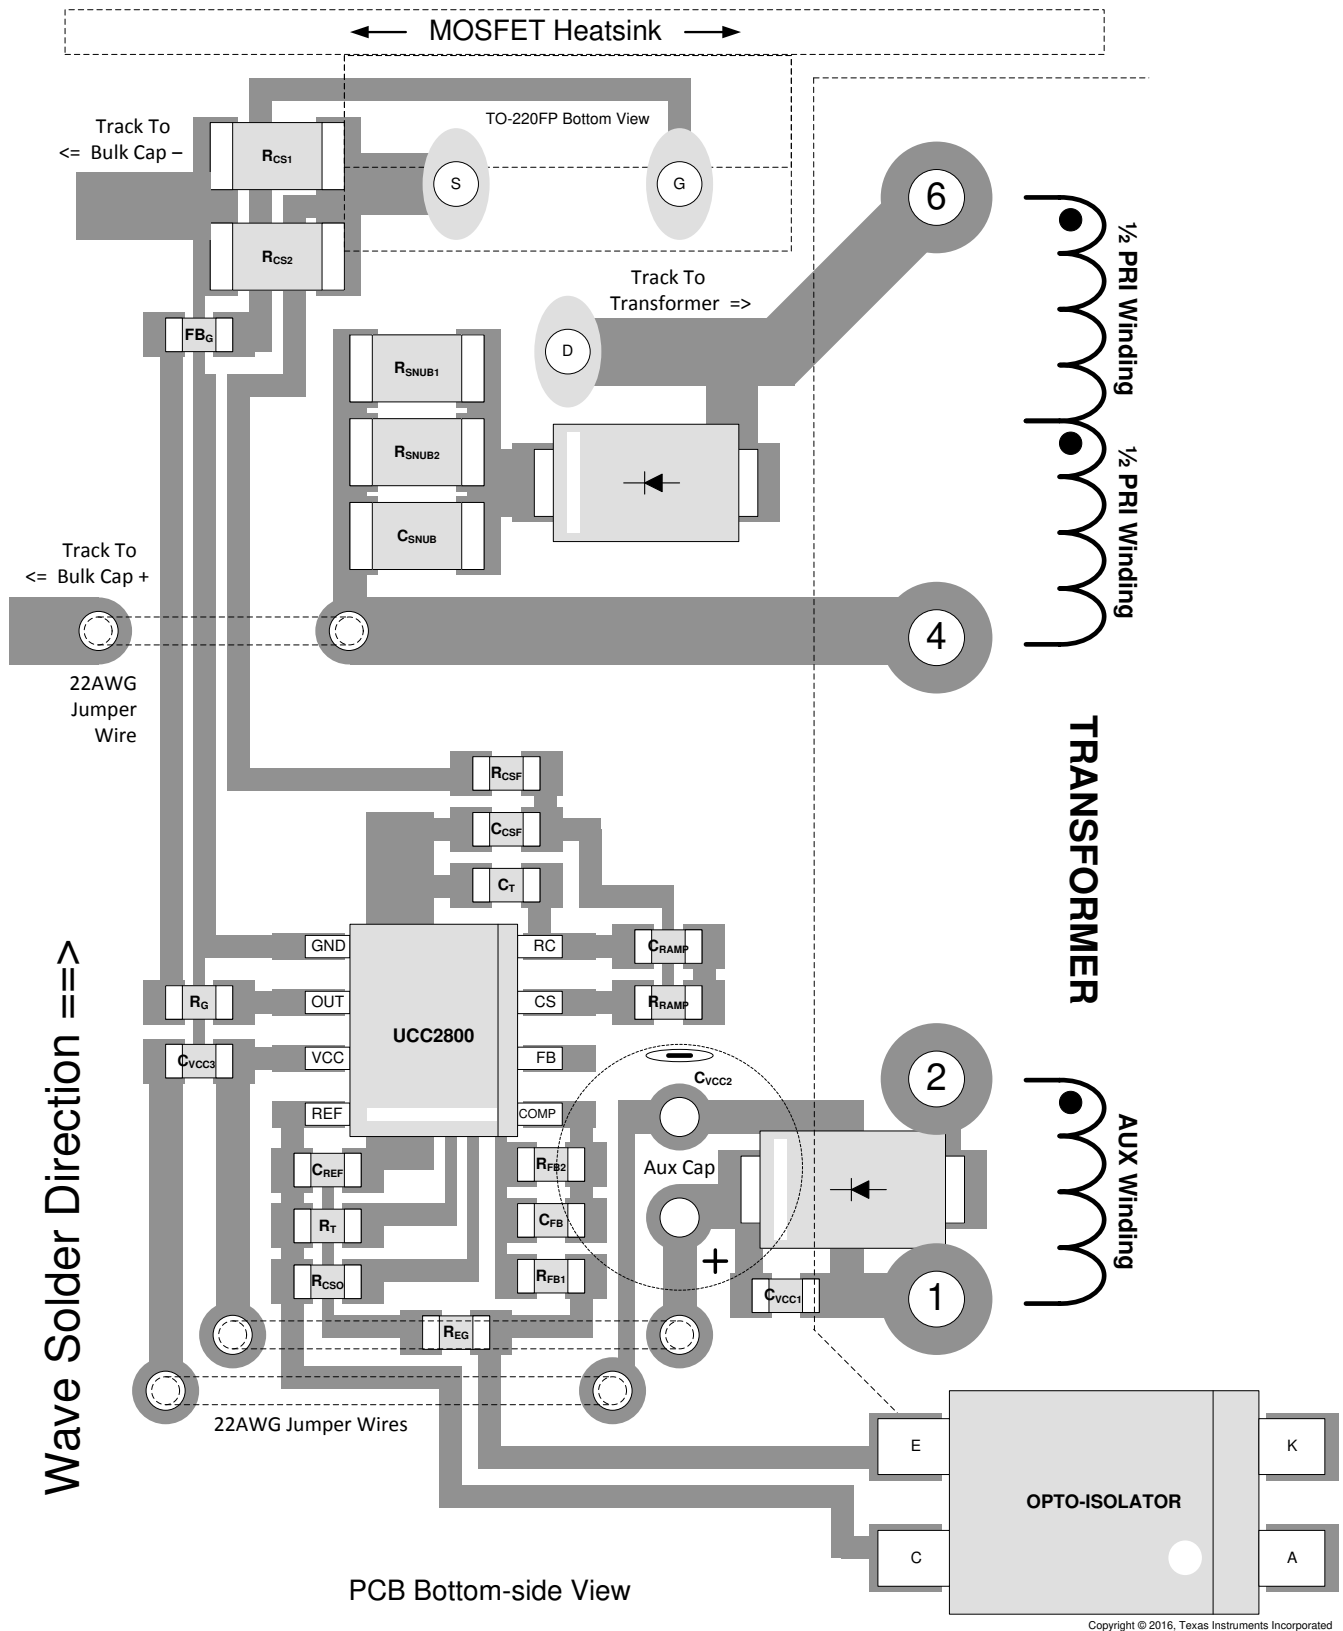 MOSFET Heatsink
Track To
<= Bulk Cap –
TO-220FP Bottom View
RCS1
S
G
6
RCS2
½ PRI Winding
Track To
Transformer =>
FBG
D
RSNUB1
RSNUB2
CSNUB
½ PRI Winding
Track To
<= Bulk Cap +
4
22AWG
Jumper
Wire
TRANSFORMER
RCSF
CCSF
CT
GND
RC
CRAMP
RG
OUT
CS
RRAMP
UCC2800
CVCC3
VCC
FB
CVCC2
2
REF
COMP
AUX Winding
CREF
RFB2
Aux Cap
RT
CFB
+
RCSO
RFB1
CVCC1
1
REG
22AWG Jumper Wires
Wave Solder Direction ==>
E
K
OPTO-ISOLATOR
C
A
PCB Bottom-side View
Copyright © 2016, Texas Instruments Incorporated